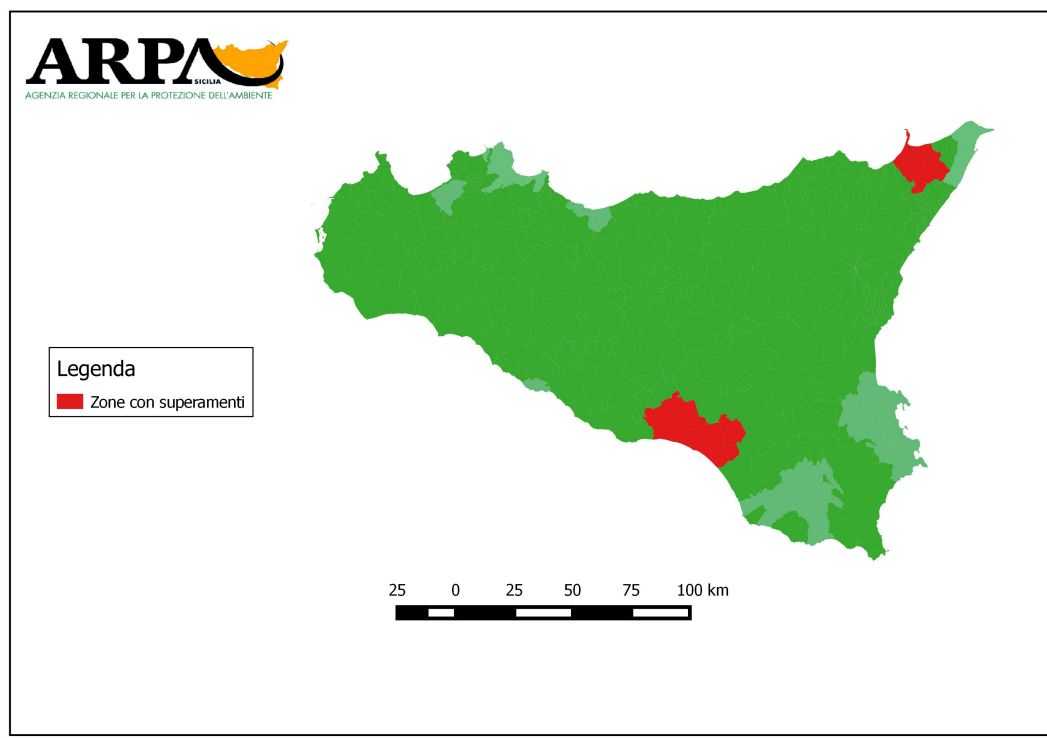 ARPA
SICILIA
AGENZIA REGIONALE PER LA PROTEZIONE DELL'AMBIENTE
Legenda
Zone con superamenti
25 0 25 50 75 100 km